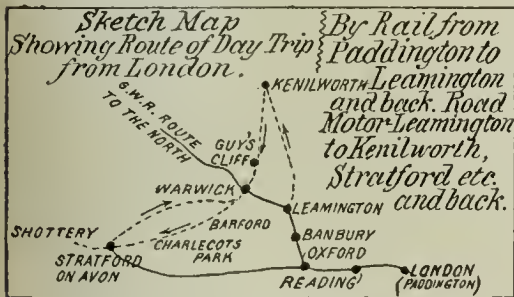 Sketch Map
Showing Route of Day Trip
from London.
By Rail from
Paddington to
Leamington
and back. Road
Motor-Leamington
to Kenilworth,
Stratford etc.
and back.
KENILWORTH
G.W.R. ROUTE
TO THE NORTH
GUY'S
CLIFF
WARWICK
LEAMINGTON
BARFORD
SHOTTERY
CHARLECOTS
PARK
BANBURY
STRATFORD
ON AVON
OXFORD
READING
LONDON
(PADDINGTON)